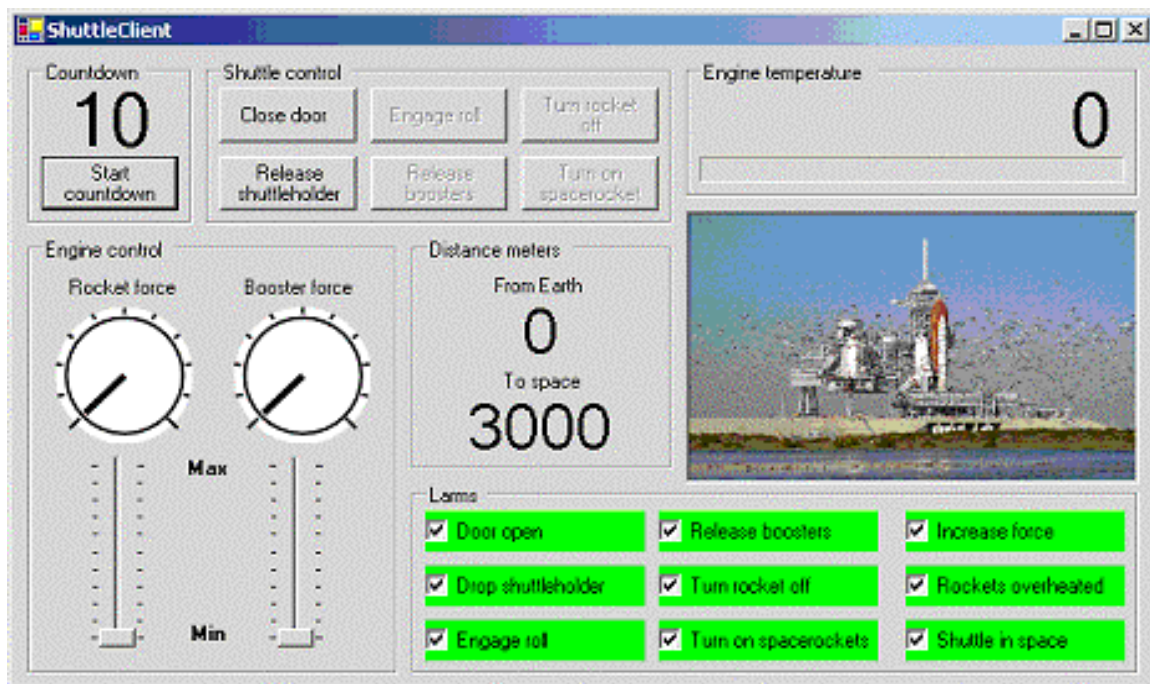 ShuttleClient
Countdown
10
Start
countdown
Shuttle control
Close door
Engage roll
Turn rocket
off
Release
shuttleholder
Release
boosters
Turn on
spacerocket
Engine temperature
0
Engine control
Rocket force
Booster force
Max
Min
Distance meters
From Earth
0
To space
3000
Larms
Door open
Release boosters
Increase force
Drop shuttleholder
Turn rocket off
Rockets overheated
Engage roll
Turn on spacerockets
Shuttle in space